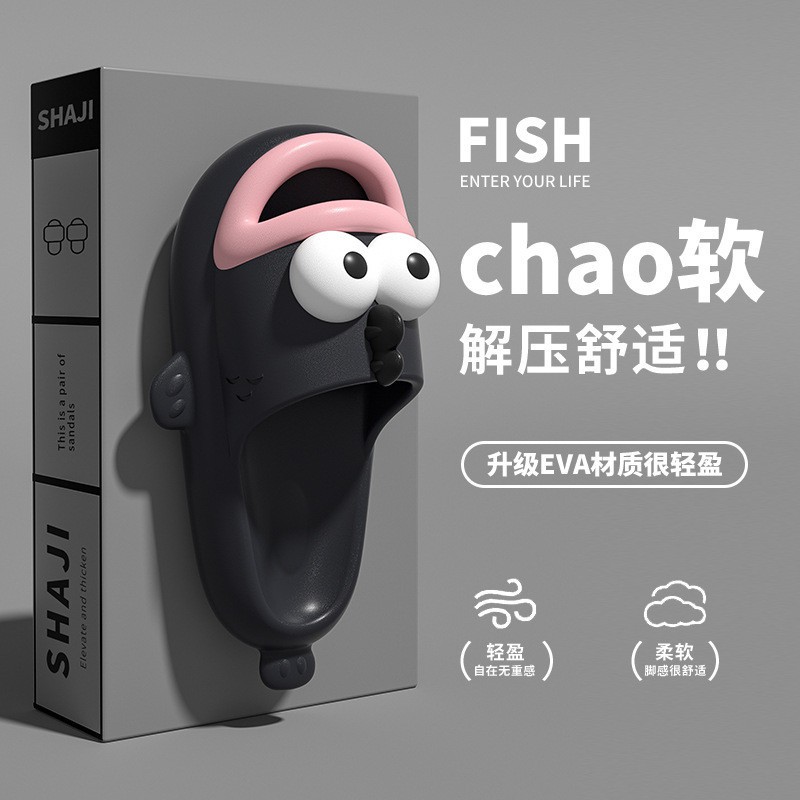 SHAJI
This is a pair of
sandals
SHAJI
Elevate and thicken
FISH
ENTER YOUR LIFE
chao软
解压舒适!!
升级EVA材质很轻盈
轻盈
自在无重感
柔软
脚感很舒适